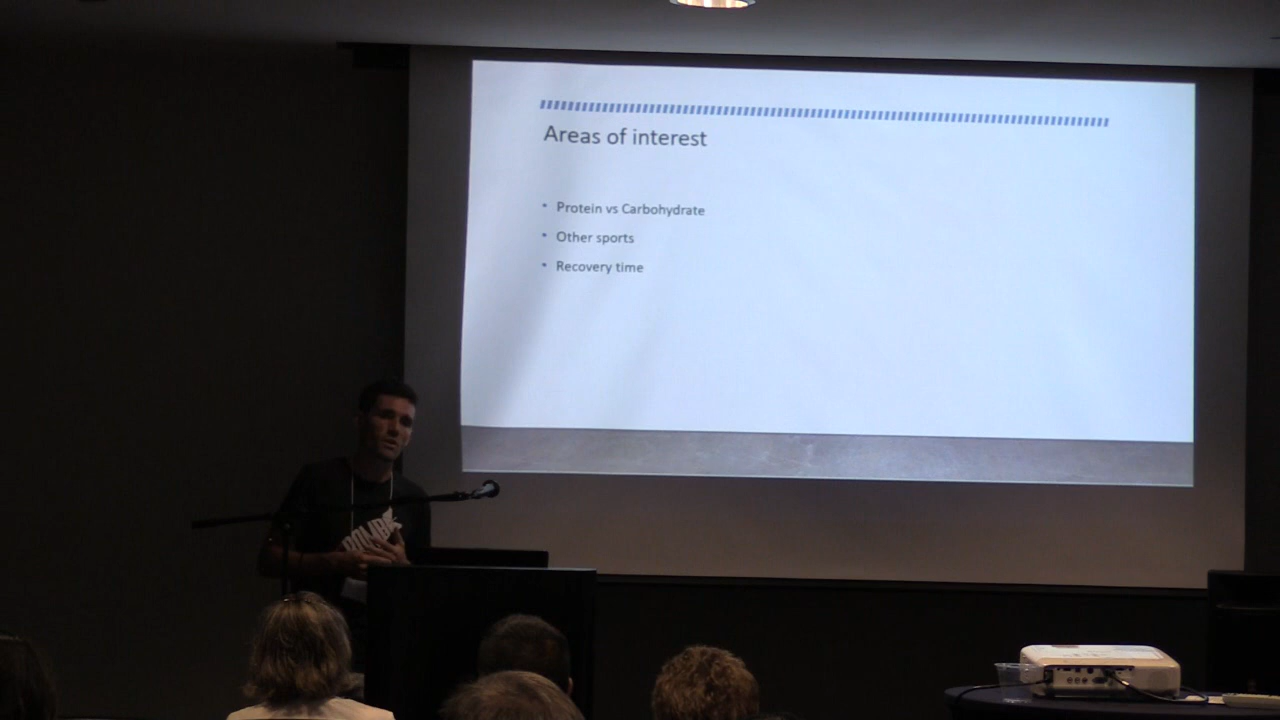 Areas of interest
Protein vs Carbohydrate
Other sports
Recovery time